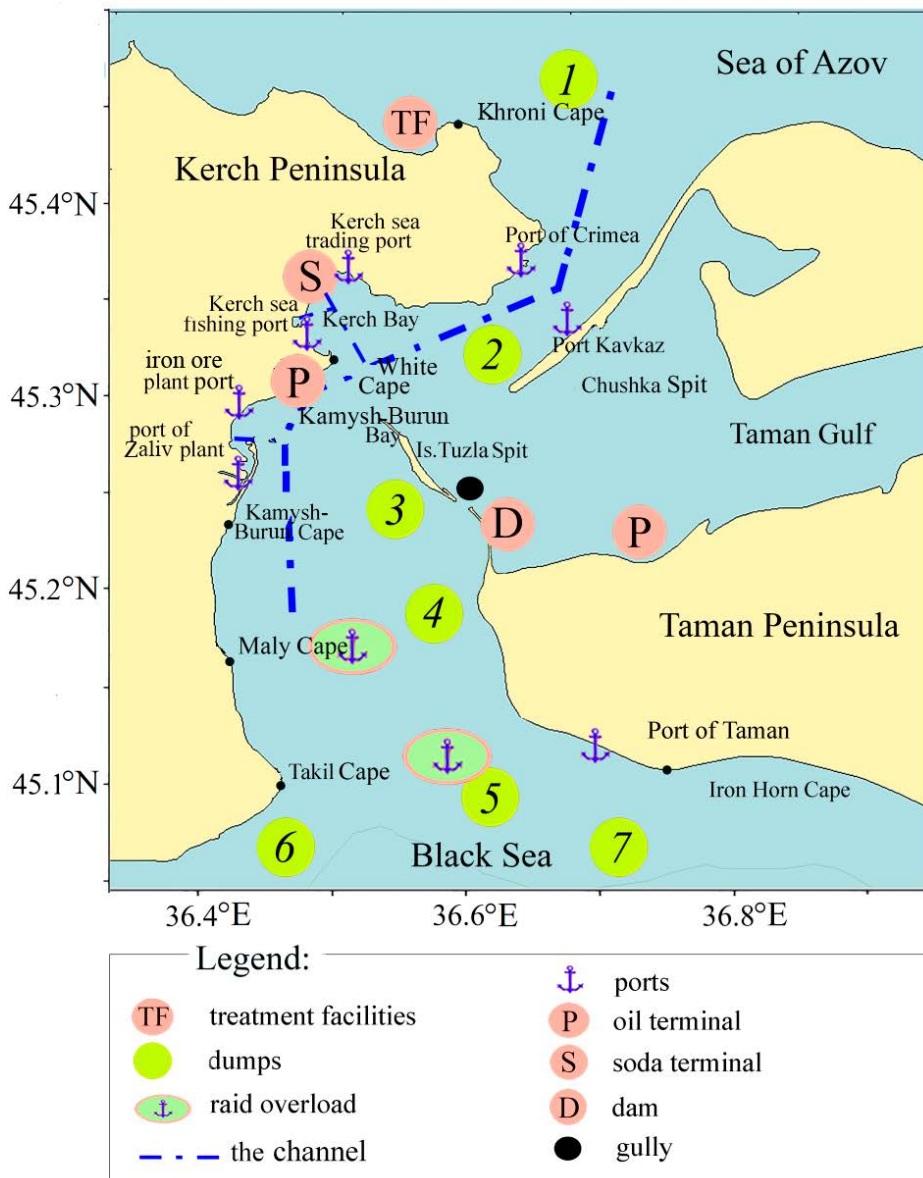 1
Sea of Azov
TF
Khroni Cape
Kerch Peninsula
45.4°N
Kerch sea
trading port
Port of Crimea
S
Kerch sea
fishing port
Kerch Bay
2
Port Kavkaz
iron ore
plant port
White
Cape
P
Chushka Spit
45.3°N
Kamysh-Burun
Bay
port of
Zaliv plant
Is.Tuzla Spit
Taman Gulf
3
D
P
Kamysh-
Burun Cape
45.2°N
4
Maly Cape
Taman Peninsula
Port of Taman
Takil Cape
45.1°N
5
Iron Horn Cape
6
Black Sea
7
36.4°E
36.6°E
36.8°E
Legend:
TF
treatment facilities
dumps
raid overload
the channel
ports
P
oil terminal
S
soda terminal
D
dam
gully